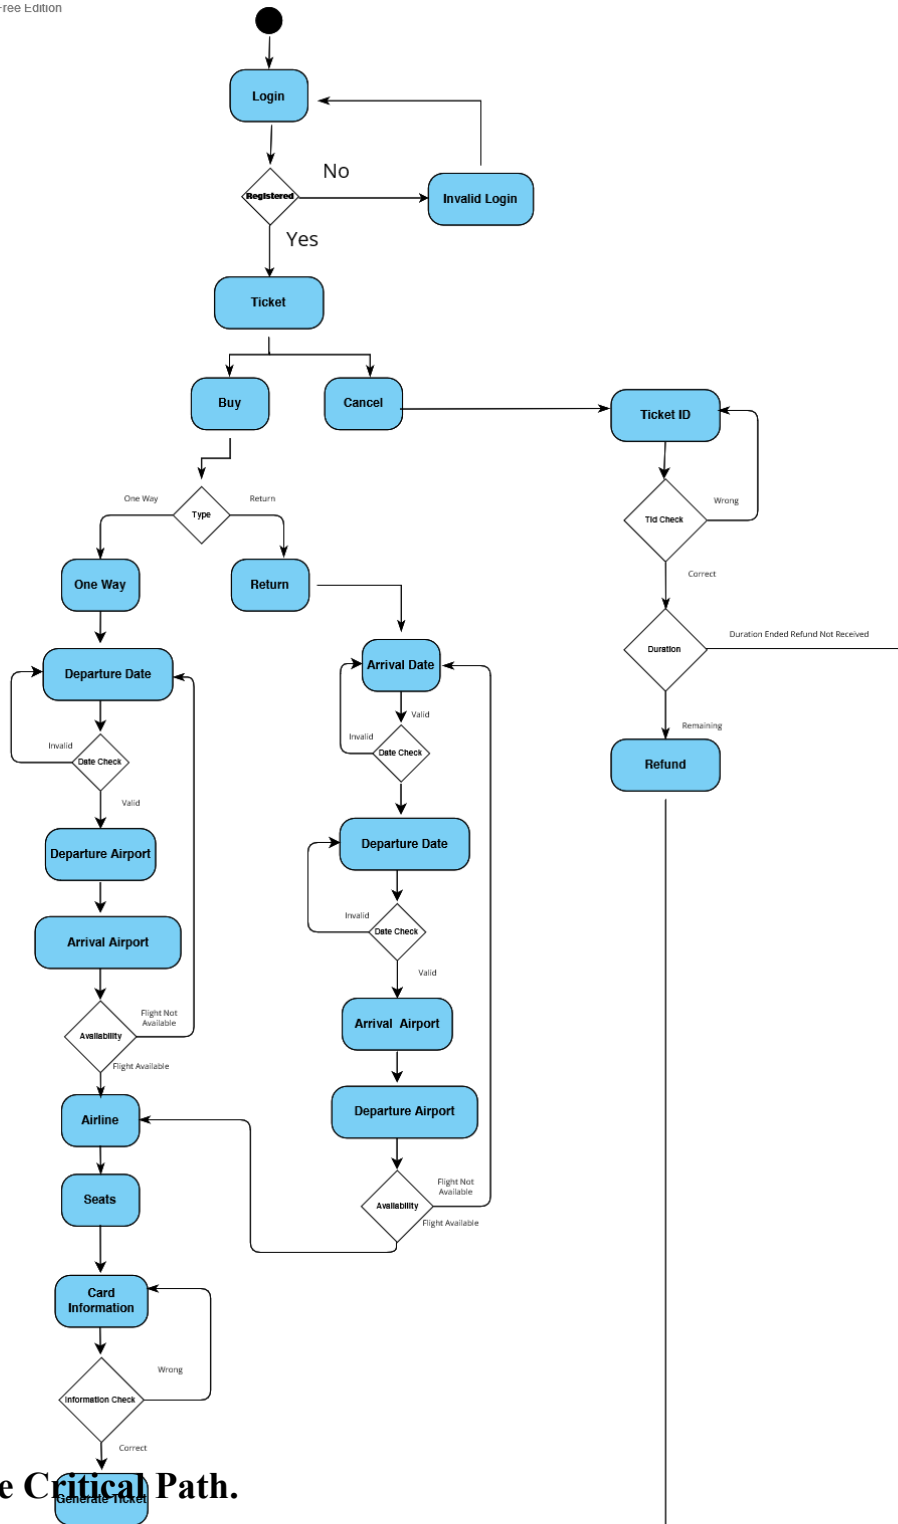 Free Edition
Login
No
Registered
Invalid Login
Yes
Ticket
Buy
Cancel
Ticket ID
One Way
Return
Type
Wrong
Tid Check
Correct
One Way
Return
Duration Ended Refund Not Received
Duration
Departure Date
Arrival Date
Valid
Invalid
Date Check
Invalid
Date Check
Remaining
Refund
Valid
Departure Airport
Departure Date
Invalid
Date Check
Arrival Airport
Valid
Flight Not
Available
Availability
Flight Available
Arrival Airport
Airline
Departure Airport
Seats
Flight Not
Available
Availability
Flight Available
Card
Information
Wrong
Information Check
Correct
e Critical Path.
Generate Ticket